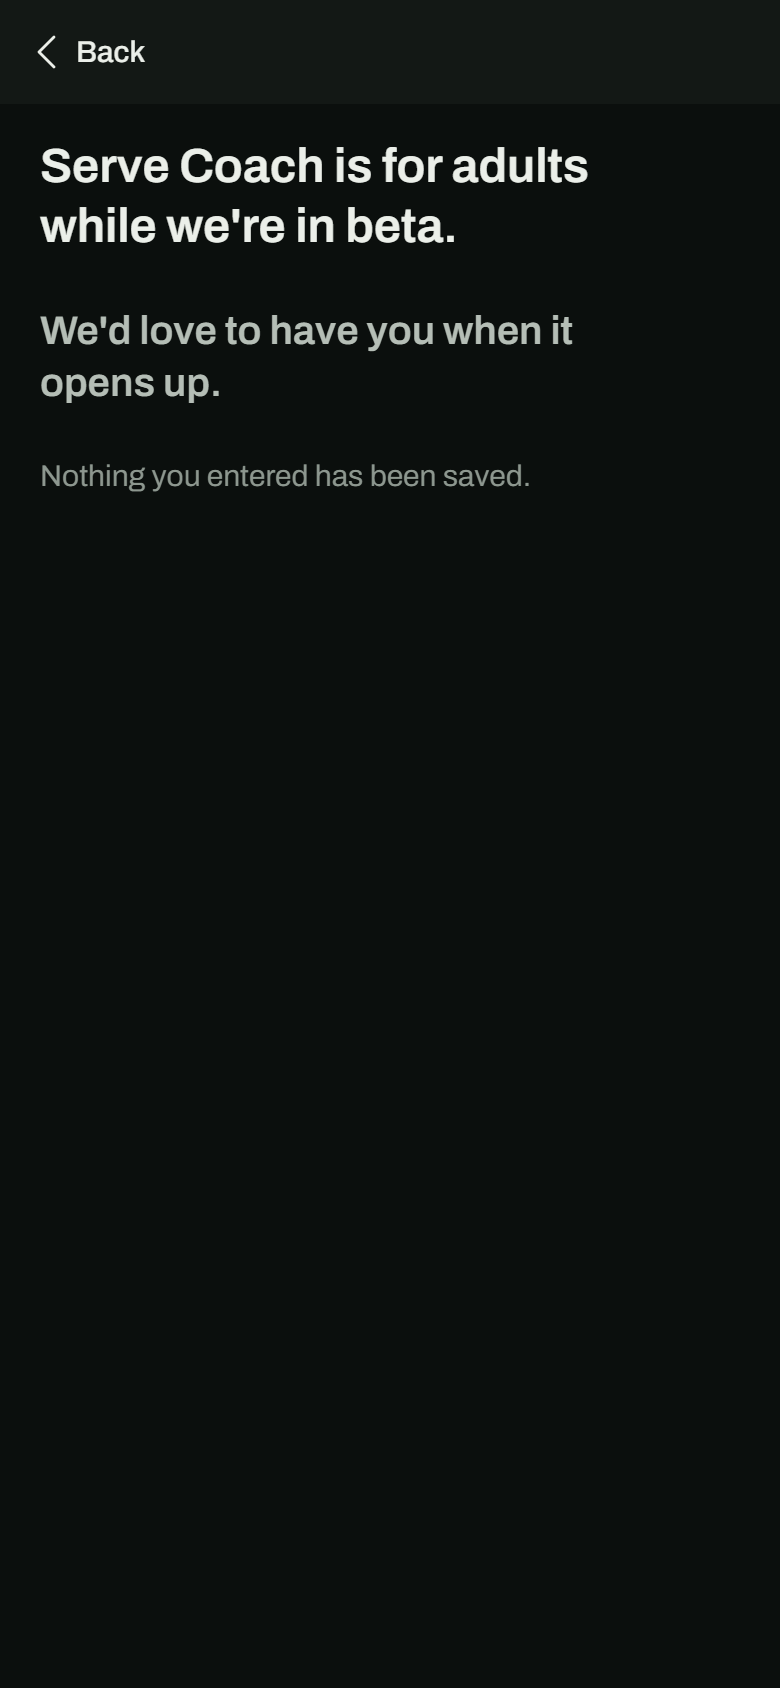 Back
Serve Coach is for adults
while we're in beta.
We'd love to have you when it
opens up.
Nothing you entered has been saved.